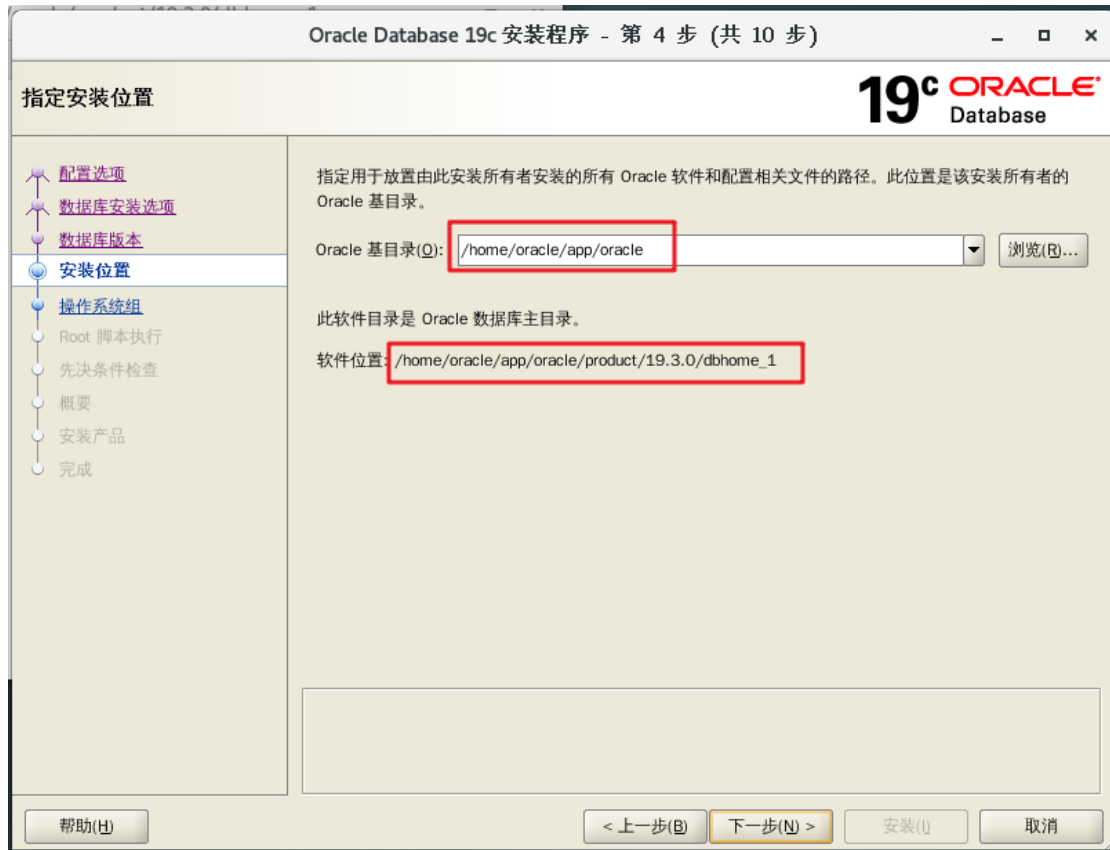 Oracle Database 19c 安装程序 - 第 4 步 (共 10 步)
指定安装位置
19c ORACLE
Database
配置选项
数据库安装选项
数据库版本
安装位置
操作系统组
Root 脚本执行
先决条件检查
概要
安装产品
完成
指定用于放置由此安装所有者安装的所有 Oracle 软件和配置相关文件的路径。此位置是该安装所有者的
Oracle 基目录。
Oracle 基目录(O): /home/oracle/app/oracle 浏览(R)...
此软件目录是 Oracle 数据库主目录。
软件位置: /home/oracle/app/oracle/product/19.3.0/dbhome_1
帮助(H) < 上一步(B) 下一步(N) > 安装(I) 取消